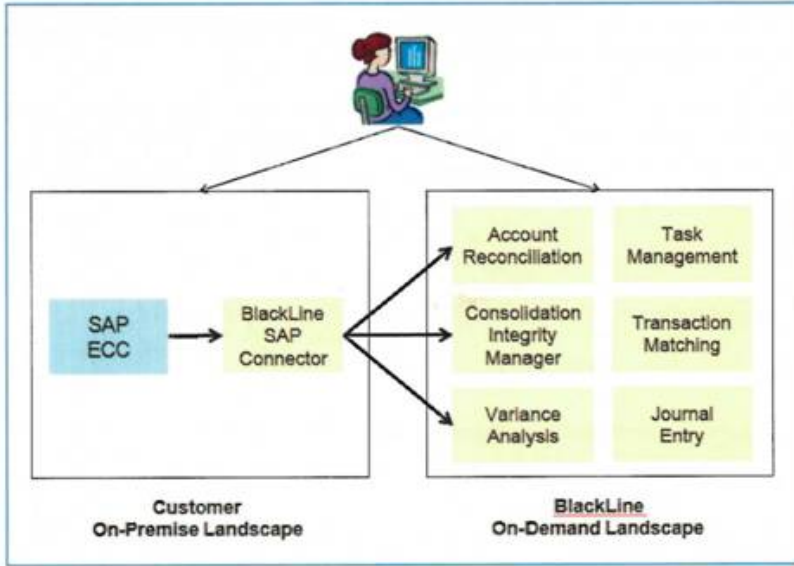 SAP
ECC
BlackLine
SAP
Connector
Account
Reconciliation
Task
Management
Consolidation
Integrity
Manager
Transaction
Matching
Variance
Analysis
Journal
Entry
Customer
On-Premise Landscape
BlackLine
On-Demand Landscape